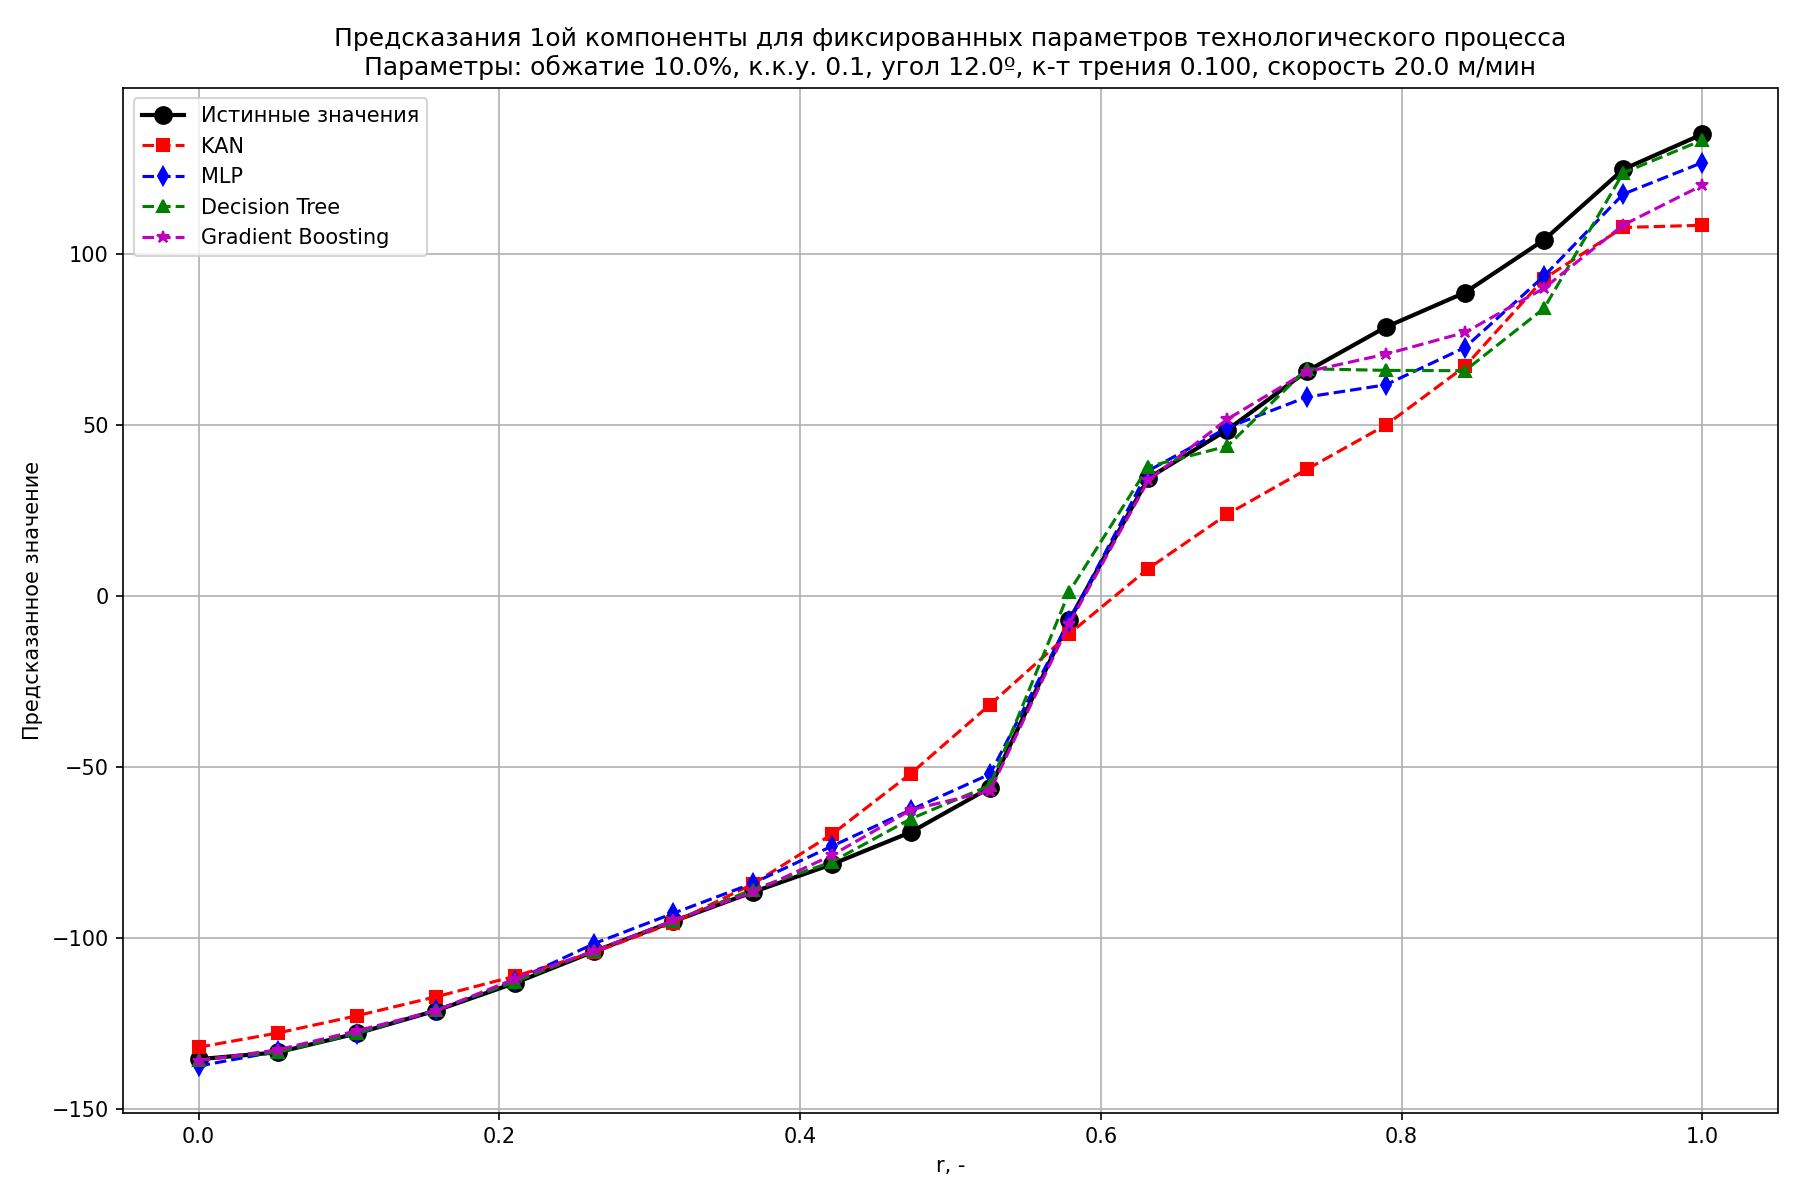 Предсказания 1ой компоненты для фиксированных параметров технологического процесса
Параметры: обжатие 10.0%, к.к.у. 0.1, угол 12.0º, к-т трения 0.100, скорость 20.0 м/мин
Истинные значения
KAN
MLP
Decision Tree
Gradient Boosting
100
50
0
−50
−100
−150
Предсказанное значение
0.0
0.2
0.4
0.6
0.8
1.0
r, -